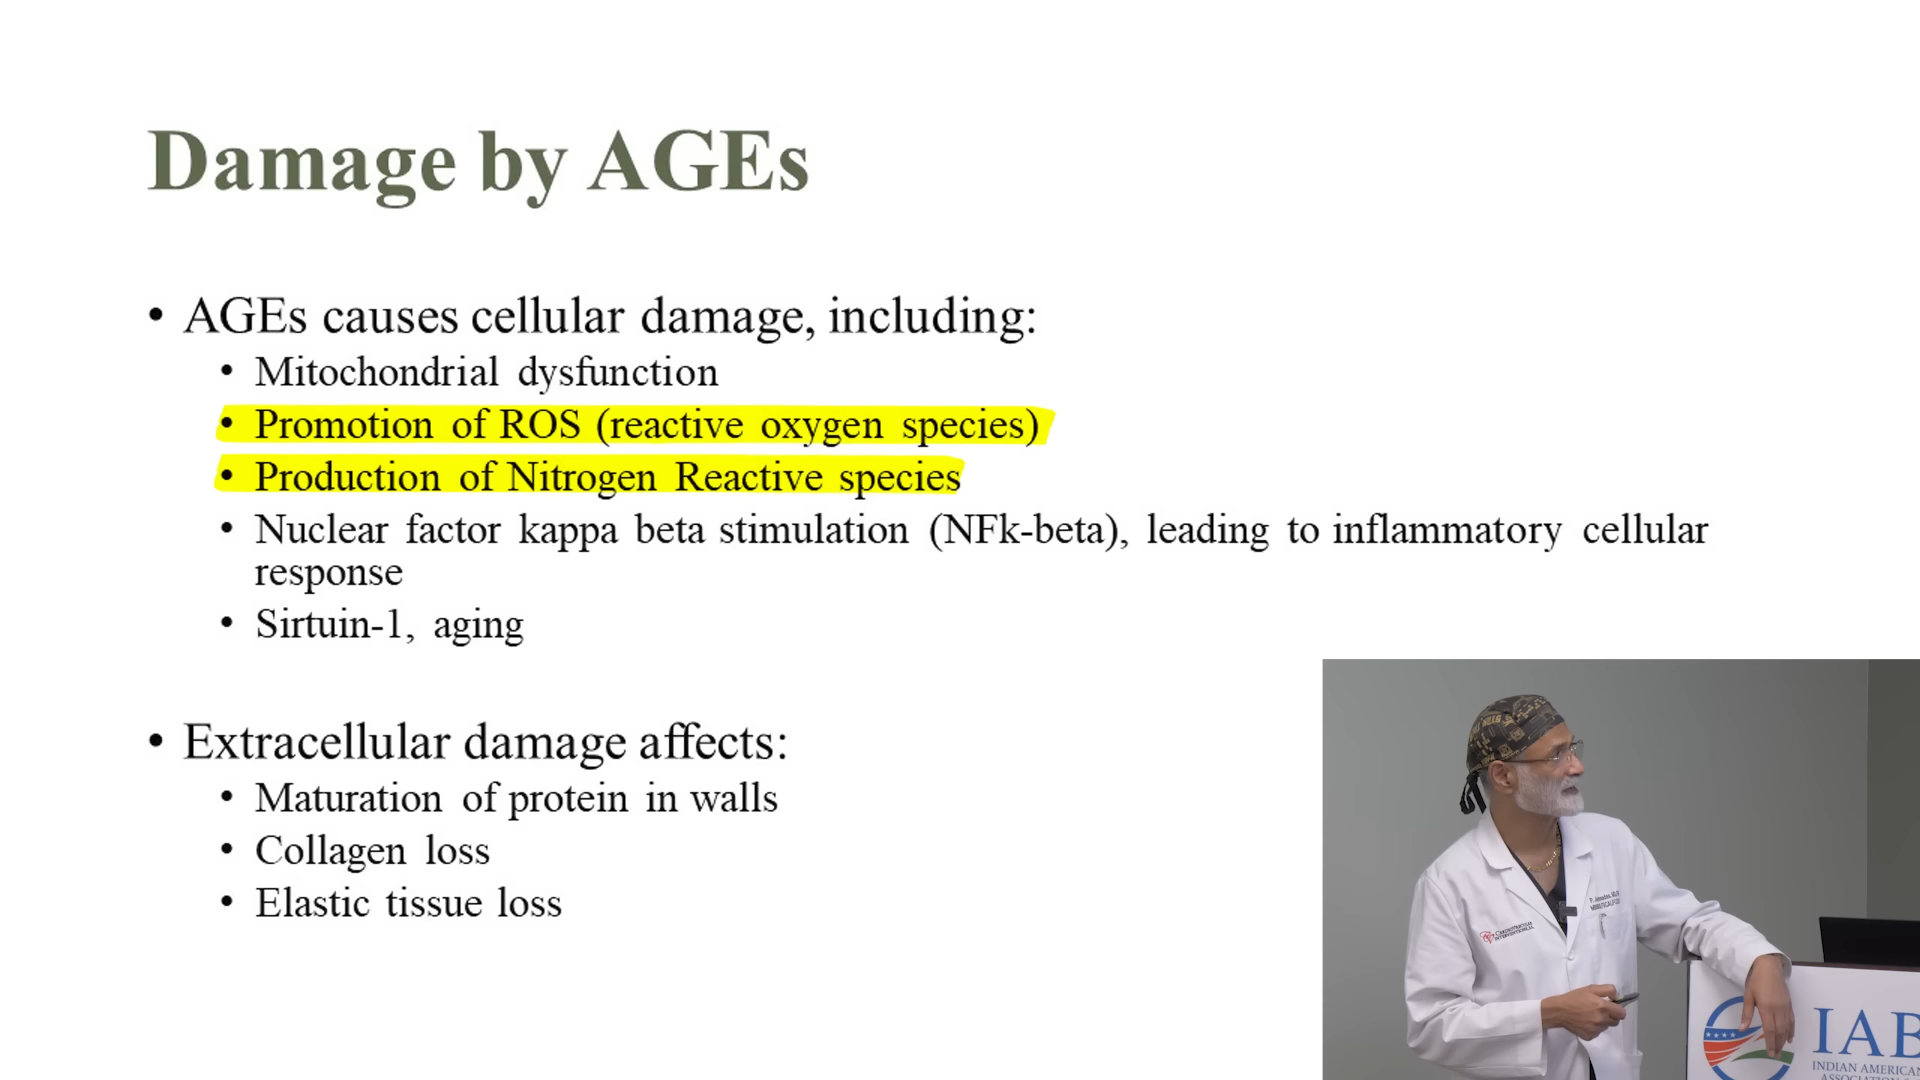 Damage by AGEs
• AGEs causes cellular damage, including:
• Mitochondrial dysfunction
• Promotion of ROS (reactive oxygen species)
• Production of Nitrogen Reactive species
• Nuclear factor kappa beta stimulation (NFk-beta), leading to inflammatory cellular
response
• Sirtuin-1, aging
• Extracellular damage affects:
• Maturation of protein in walls
• Collagen loss
• Elastic tissue loss
CARDIOVASCULAR
INTERVENTIONS, P.A.
IAB
INDIAN AMERICAN